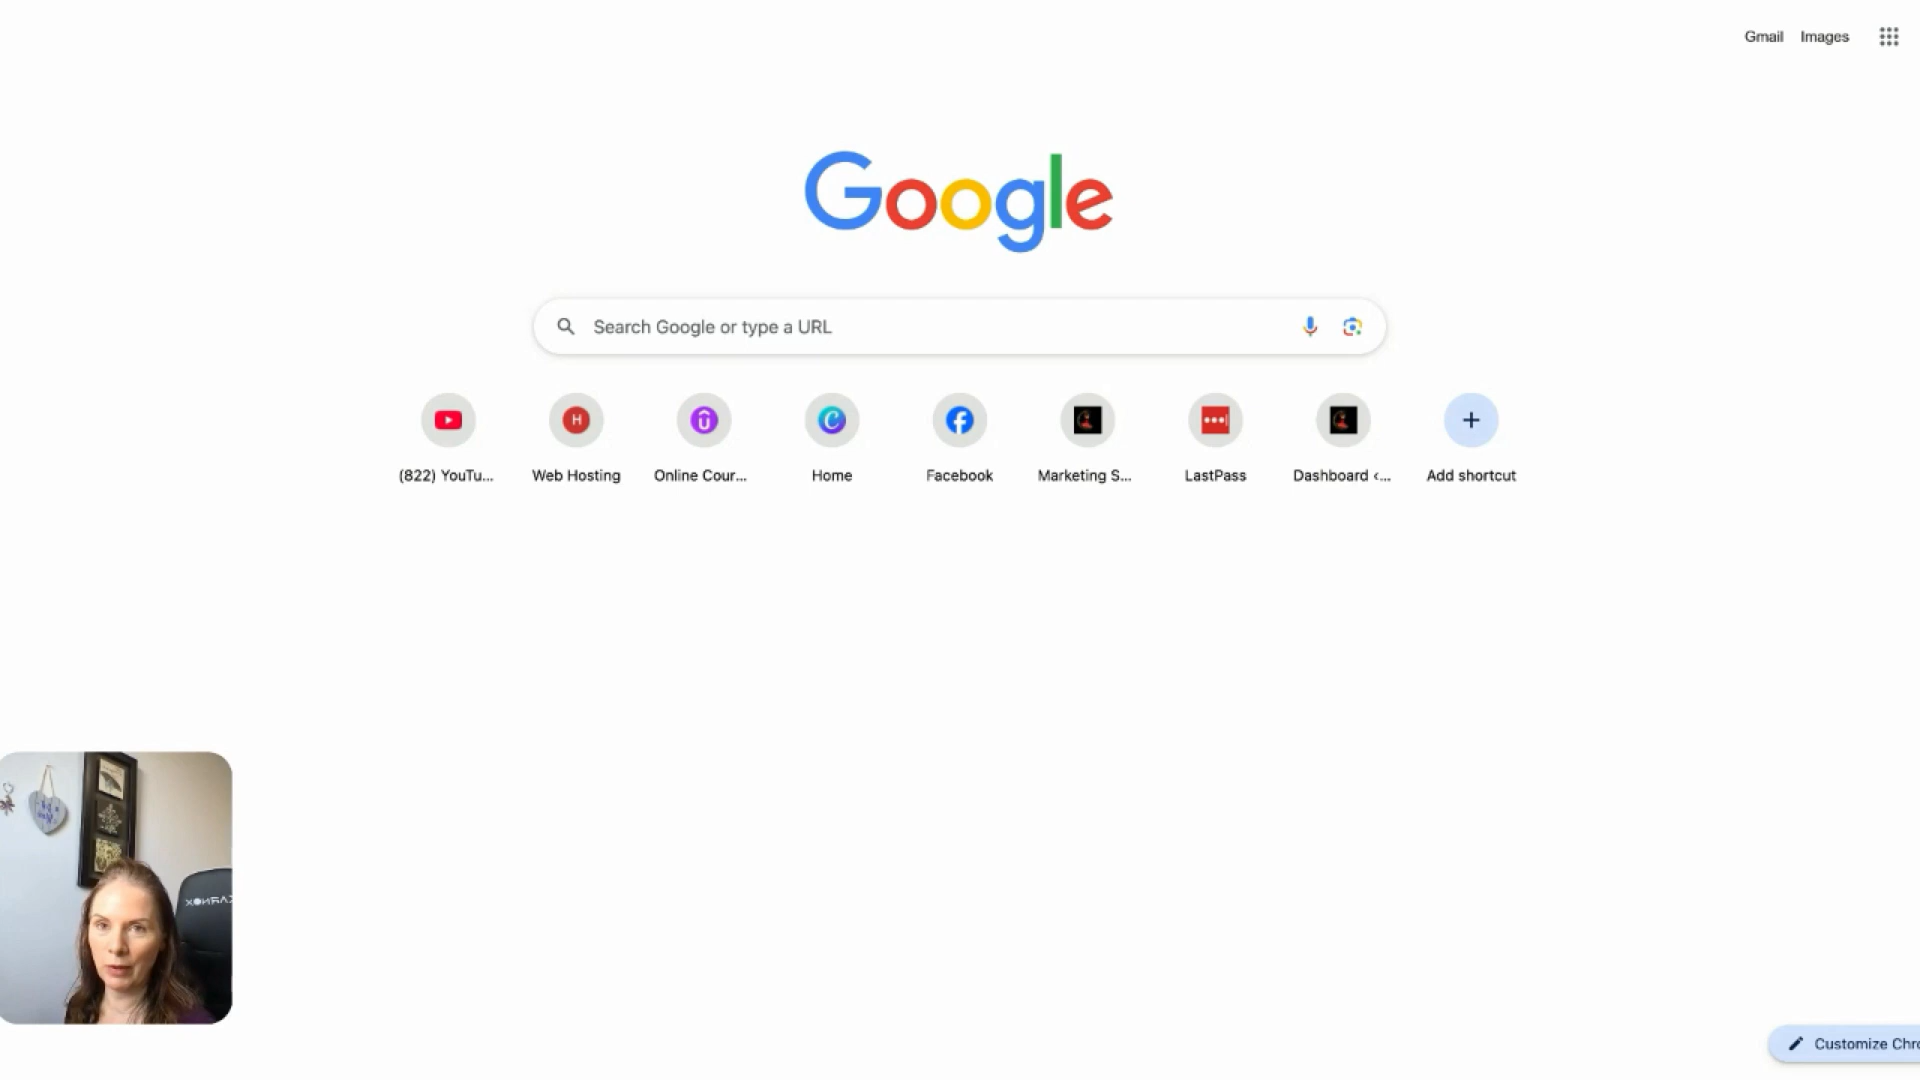 Gmail Images
Google
Search Google or type a URL
(822) YouTu...
Web Hosting
Online Cour...
Home
Facebook
Marketing S...
LastPass
Dashboard ‹...
Add shortcut
Customize Chro